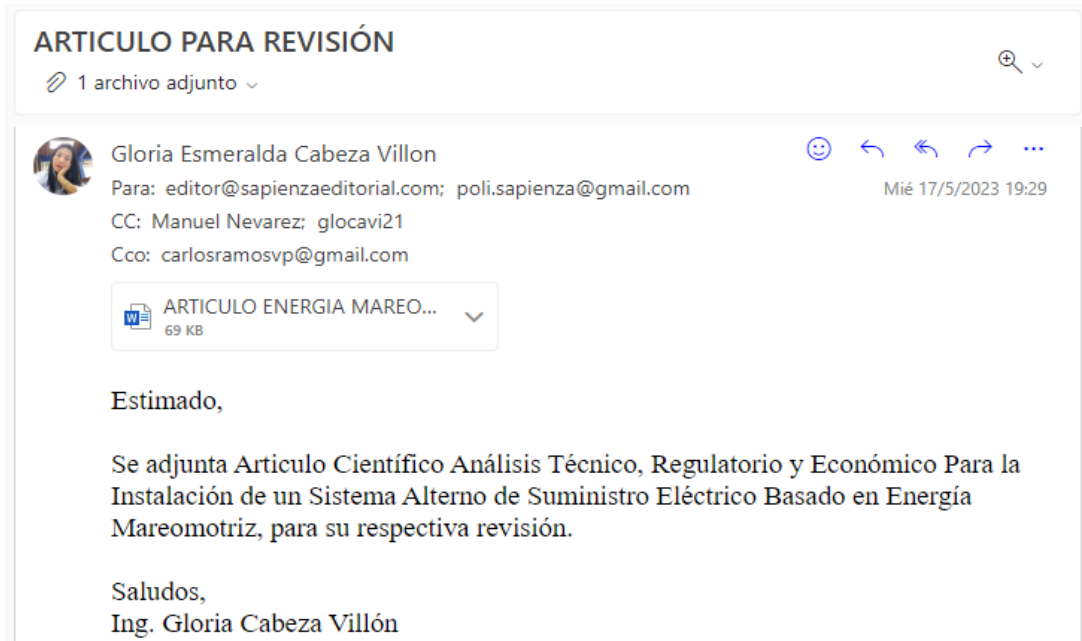 ARTICULO PARA REVISIÓN
1 archivo adjunto
Gloria Esmeralda Cabeza Villon
Para: editor@sapienzaeditorial.com; poli.sapienza@gmail.com
Mié 17/5/2023 19:29
CC: Manuel Nevarez; glocavi21
Cco: carlosramosvp@gmail.com
ARTICULO ENERGIA MAREO...
69 KB
Estimado,
Se adjunta Articulo Científico Análisis Técnico, Regulatorio y Económico Para la
Instalación de un Sistema Alterno de Suministro Eléctrico Basado en Energía
Mareomotriz, para su respectiva revisión.
Saludos,
Ing. Gloria Cabeza Villón